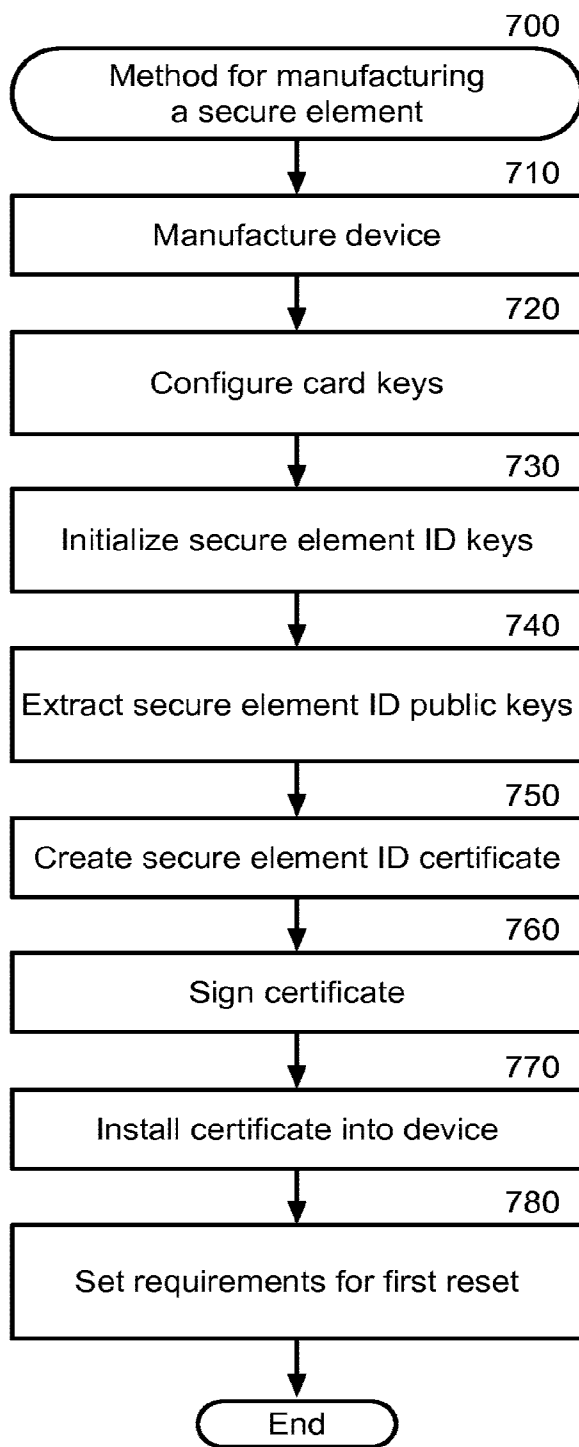 700
Method for manufacturing
a secure element
710
Manufacture device
720
Configure card keys
730
Initialize secure element ID keys
740
Extract secure element ID public keys
750
Create secure element ID certificate
760
Sign certificate
770
Install certificate into device
780
Set requirements for first reset
End